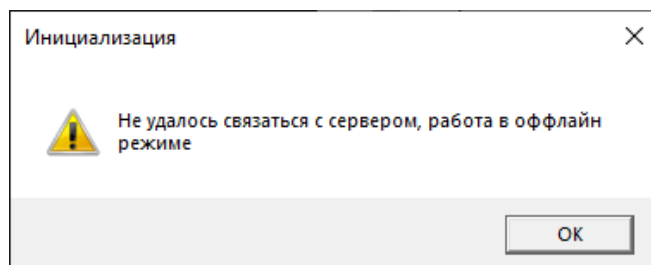 Инициализация
Не удалось связаться с сервером, работа в оффлайн
режиме
OK